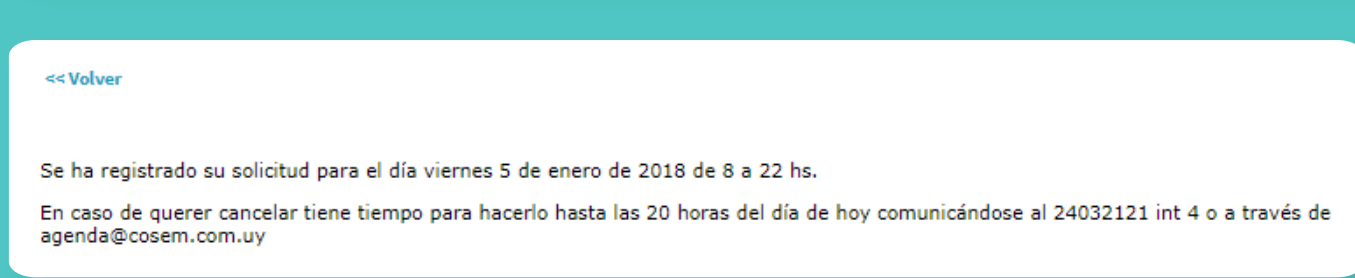 << Volver
Se ha registrado su solicitud para el día viernes 5 de enero de 2018 de 8 a 22 hs.
En caso de querer cancelar tiene tiempo para hacerlo hasta las 20 horas del día de hoy comunicándose al 24032121 int 4 o a través de
agenda@cosem.com.uy